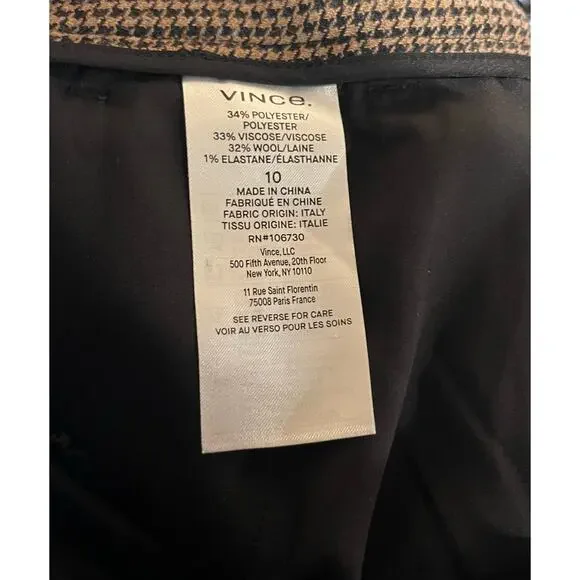 VINCe.
34% POLYESTER/
POLYESTER
33% VISCOSE/VISCOSE
32% WOOL/LAINE
1% ELASTANE/ÉLASTHANNE
10
MADE IN CHINA
FABRIQUÉ EN CHINE
FABRIC ORIGIN: ITALY
TISSU ORIGINE: ITALIE
RN#106730
Vince, LLC
500 Fifth Avenue, 20th Floor
New York, NY 10110
11 Rue Saint Florentin
75008 Paris France
SEE REVERSE FOR CARE
VOIR AU VERSO POUR LES SOINS